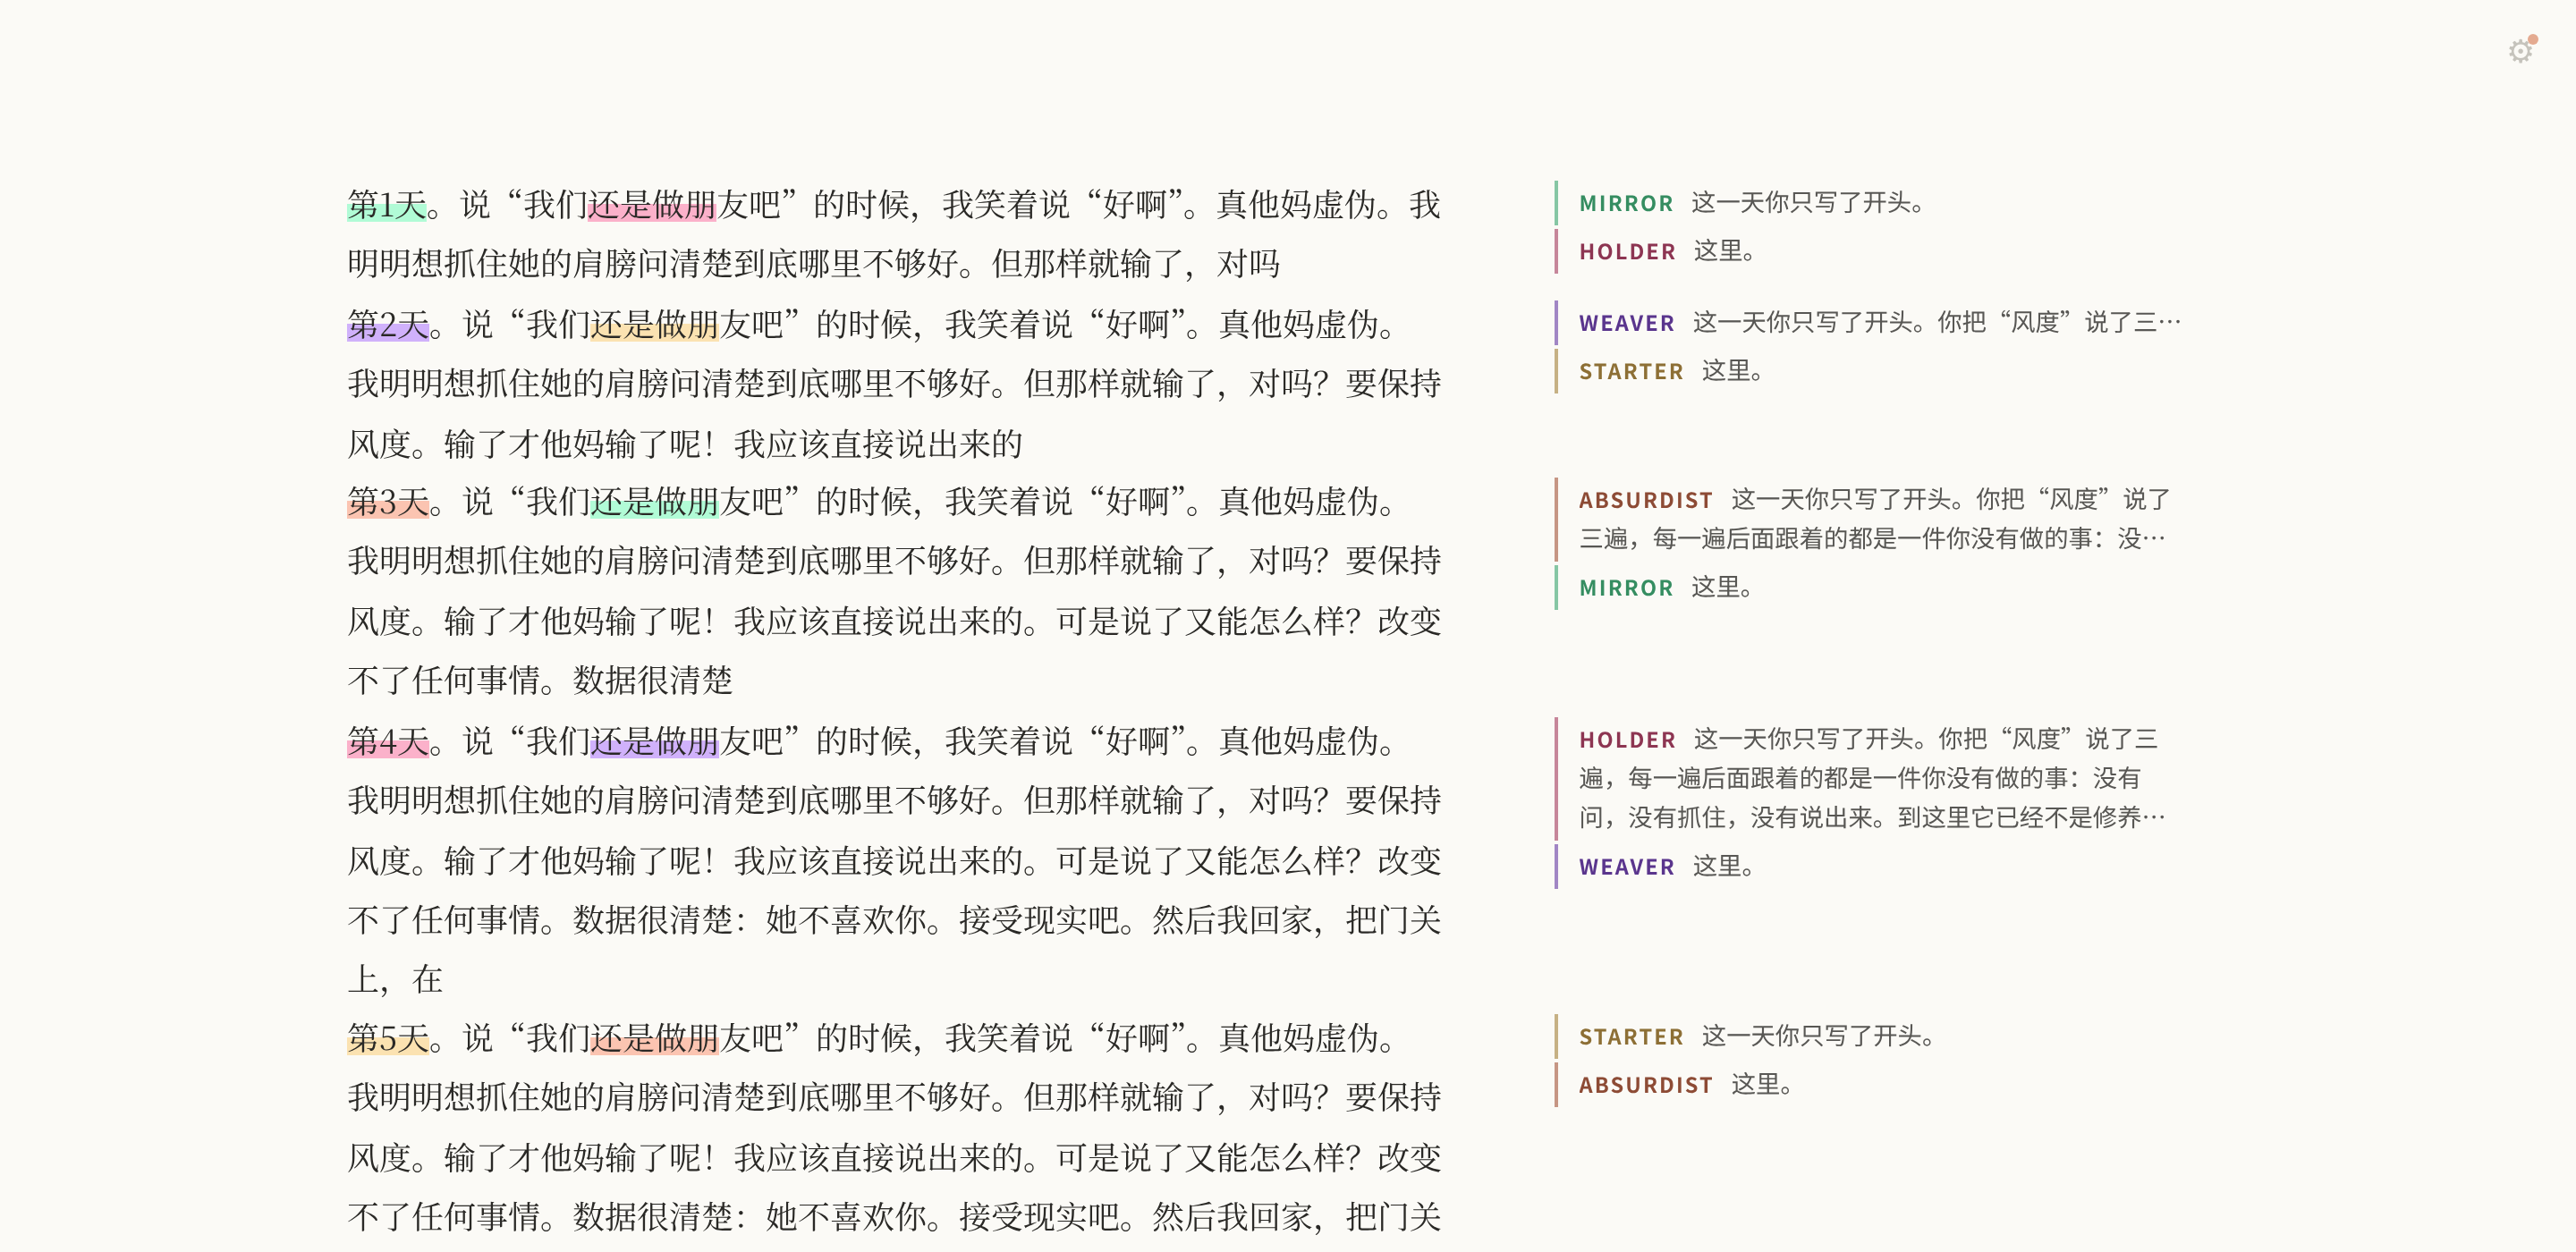 第1天。说“我们还是做朋友吧”的时候，我笑着说“好啊”。真他妈虚伪。我
明明想抓住她的肩膀问清楚到底哪里不够好。但那样就输了，对吗
第2天。说“我们还是做朋友吧”的时候，我笑着说“好啊”。真他妈虚伪。
我明明想抓住她的肩膀问清楚到底哪里不够好。但那样就输了，对吗？要保持
风度。输了才他妈输了呢！我应该直接说出来的
第3天。说“我们还是做朋友吧”的时候，我笑着说“好啊”。真他妈虚伪。
我明明想抓住她的肩膀问清楚到底哪里不够好。但那样就输了，对吗？要保持
风度。输了才他妈输了呢！我应该直接说出来的。可是说了又能怎么样？改变
不了任何事情。数据很清楚
第4天。说“我们还是做朋友吧”的时候，我笑着说“好啊”。真他妈虚伪。
我明明想抓住她的肩膀问清楚到底哪里不够好。但那样就输了，对吗？要保持
风度。输了才他妈输了呢！我应该直接说出来的。可是说了又能怎么样？改变
不了任何事情。数据很清楚：她不喜欢你。接受现实吧。然后我回家，把门关
上，在
第5天。说“我们还是做朋友吧”的时候，我笑着说“好啊”。真他妈虚伪。
我明明想抓住她的肩膀问清楚到底哪里不够好。但那样就输了，对吗？要保持
风度。输了才他妈输了呢！我应该直接说出来的。可是说了又能怎么样？改变
不了任何事情。数据很清楚：她不喜欢你。接受现实吧。然后我回家，把门关
MIRROR 这一天你只写了开头。
HOLDER 这里。
WEAVER 这一天你只写了开头。你把“风度”说了三…
STARTER 这里。
ABSURDIST 这一天你只写了开头。你把“风度”说了
三遍，每一遍后面跟着的都是一件你没有做的事：没…
MIRROR 这里。
HOLDER 这一天你只写了开头。你把“风度”说了三
遍，每一遍后面跟着的都是一件你没有做的事：没有
问，没有抓住，没有说出来。到这里它已经不是修养…
WEAVER 这里。
STARTER 这一天你只写了开头。
ABSURDIST 这里。